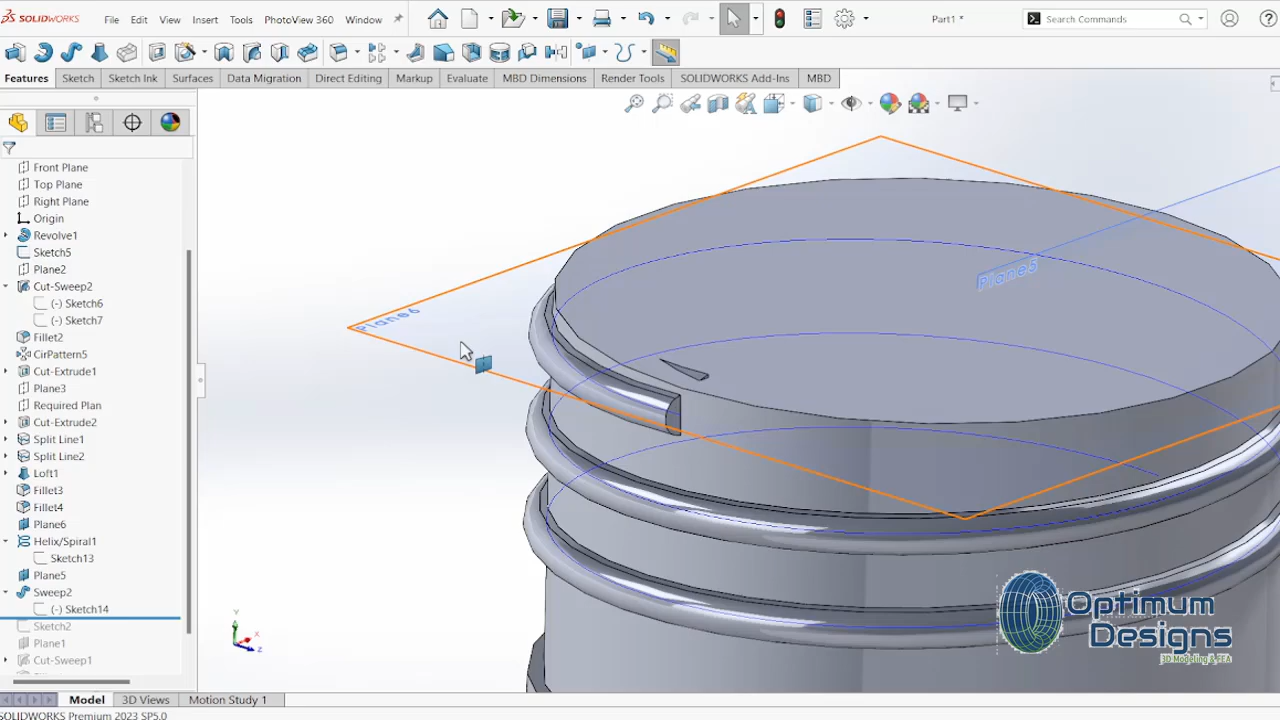 SOLIDWORKS File Edit View Insert Tools PhotoView 360 Window Part1 * Search Commands
Features Sketch Sketch Ink Surfaces Data Migration Direct Editing Markup Evaluate MBD Dimensions Render Tools SOLIDWORKS Add-Ins MBD
Front Plane
Top Plane
Right Plane
Origin
Revolve1
Sketch5
Plane2
Cut-Sweep2
(-) Sketch6
(-) Sketch7
Fillet2
CirPattern5
Cut-Extrude1
Plane3
Required Plan
Cut-Extrude2
Split Line1
Split Line2
Loft1
Fillet3
Fillet4
Plane6
Helix/Spiral1
Sketch13
Plane5
Sweep2
(-) Sketch14
Sketch2
Plane1
Cut-Sweep1
Plane5
Plane6
Y
X
Z
Optimum
Designs
3D Modeling & FEA
Model 3D Views Motion Study 1
SOLIDWORKS Premium 2023 SP5.0